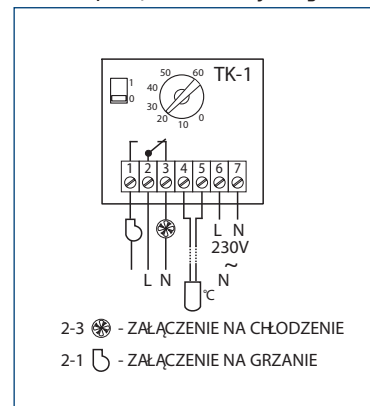 50 60 TK-1
1 40
0 30
20 10 0
1 2 3 4 5 6 7
L N
230V
L N ~ N
°C
2-3 - ZAŁĄCZENIE NA CHŁODZENIE
2-1 - ZAŁĄCZENIE NA GRZANIE